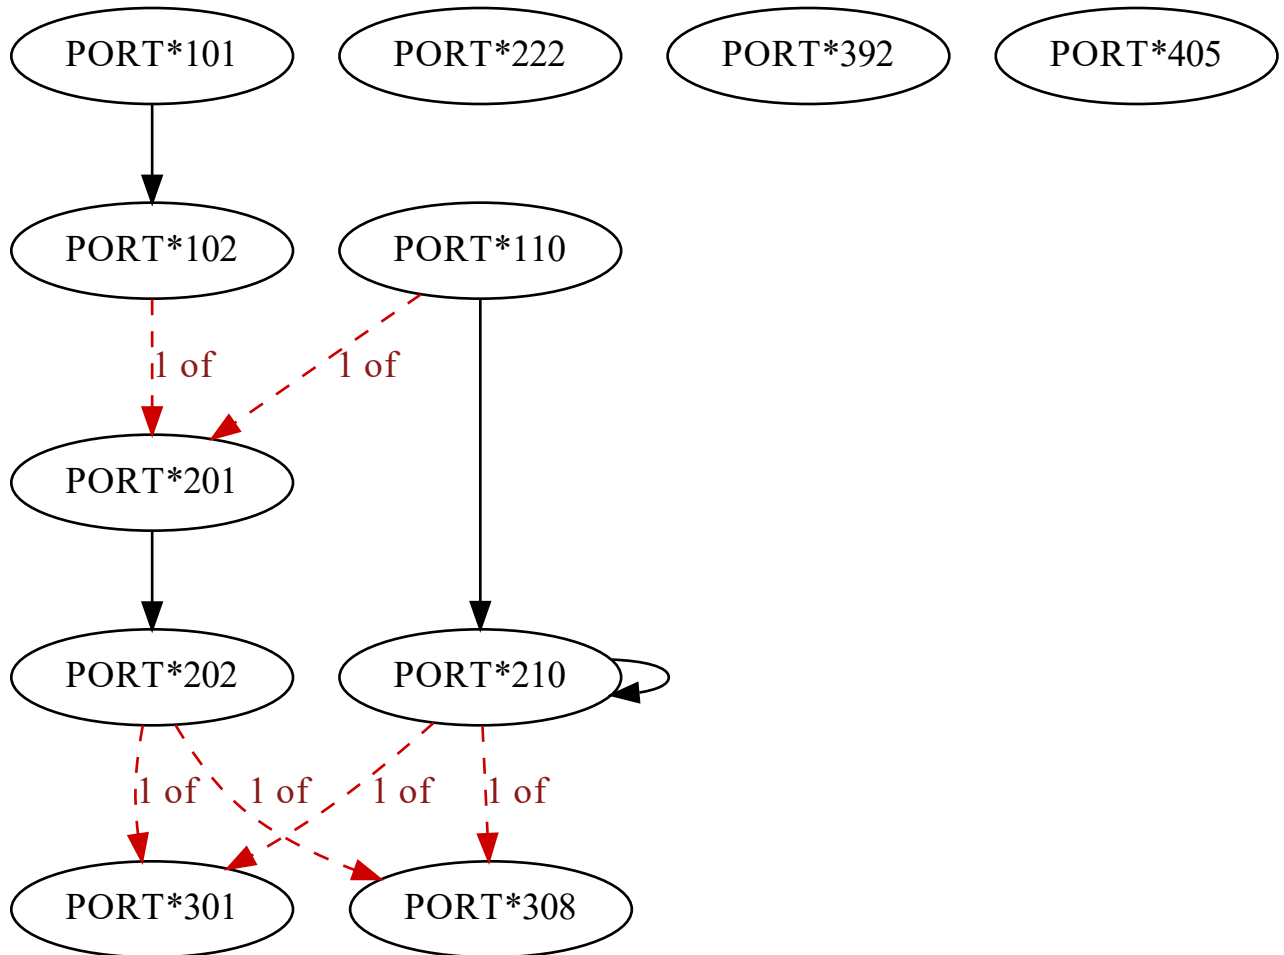 PORT*101
PORT*222
PORT*392
PORT*405
PORT*102
PORT*110
1 of
1 of
PORT*201
PORT*202
PORT*210
1 of
1 of
1 of
1 of
PORT*301
PORT*308